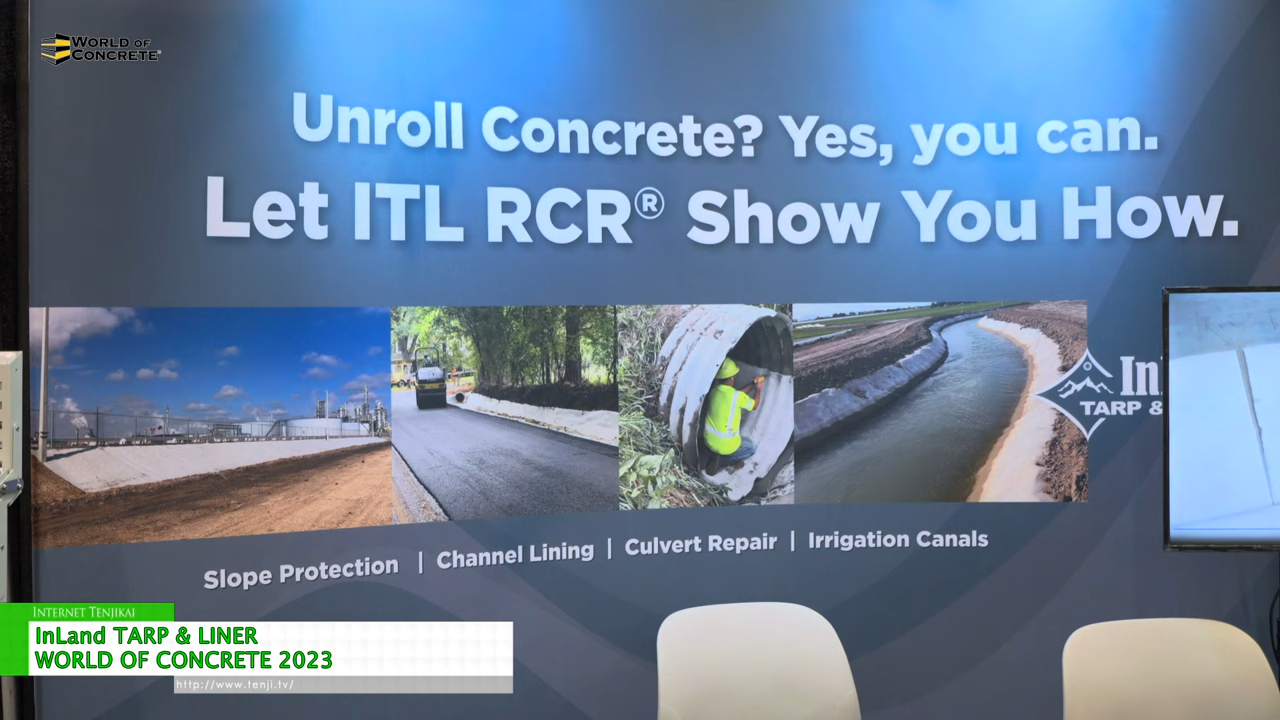 WORLD OF
CONCRETE
Unroll Concrete? Yes, you can.
Let ITL RCR® Show You How.
TARP &
Slope Protection | Channel Lining | Culvert Repair | Irrigation Canals
INTERNET TENJIKAI
InLand TARP & LINER
WORLD OF CONCRETE 2023
http://www.tenji.tv/